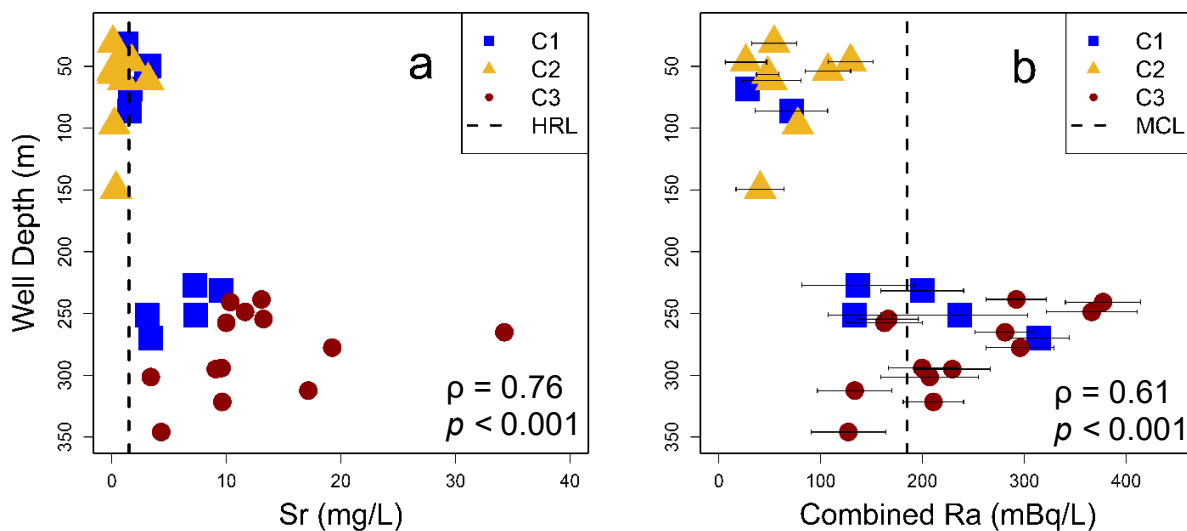 a
C1
C2
C3
HRL
Well Depth (m)
50
100
150
200
250
300
350
ρ = 0.76
p < 0.001
0
10
20
30
40
Sr (mg/L)
b
C1
C2
C3
MCL
50
100
150
200
250
300
350
ρ = 0.61
p < 0.001
0
100
200
300
400
Combined Ra (mBq/L)